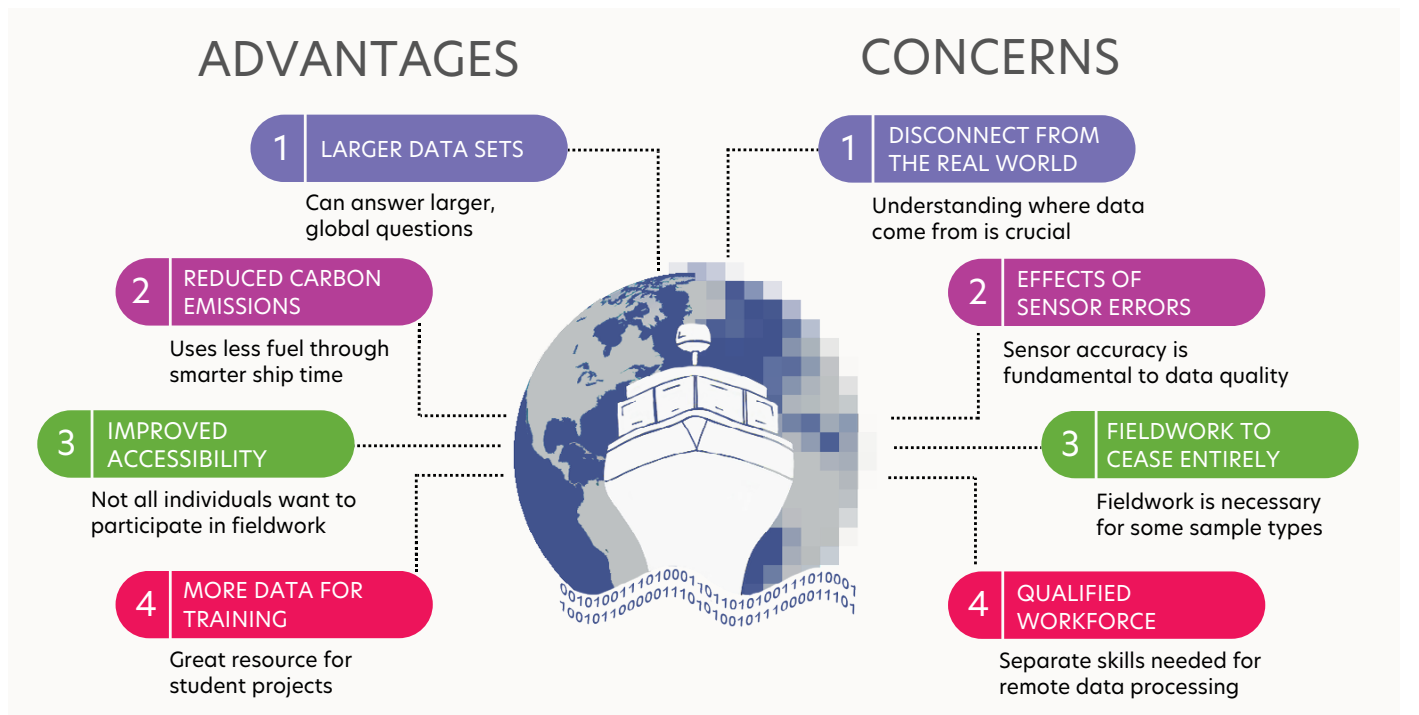 ADVANTAGES
1
LARGER DATA SETS
Can answer larger,
global questions
2
REDUCED CARBON
EMISSIONS
Uses less fuel through
smarter ship time
3
IMPROVED
ACCESSIBILITY
Not all individuals want to
participate in fieldwork
4
MORE DATA FOR
TRAINING
Great resource for
student projects
CONCERNS
1
DISCONNECT FROM
THE REAL WORLD
Understanding where data
come from is crucial
2
EFFECTS OF
SENSOR ERRORS
Sensor accuracy is
fundamental to data quality
3
FIELDWORK TO
CEASE ENTIRELY
Fieldwork is necessary
for some sample types
4
QUALIFIED
WORKFORCE
Separate skills needed for
remote data processing